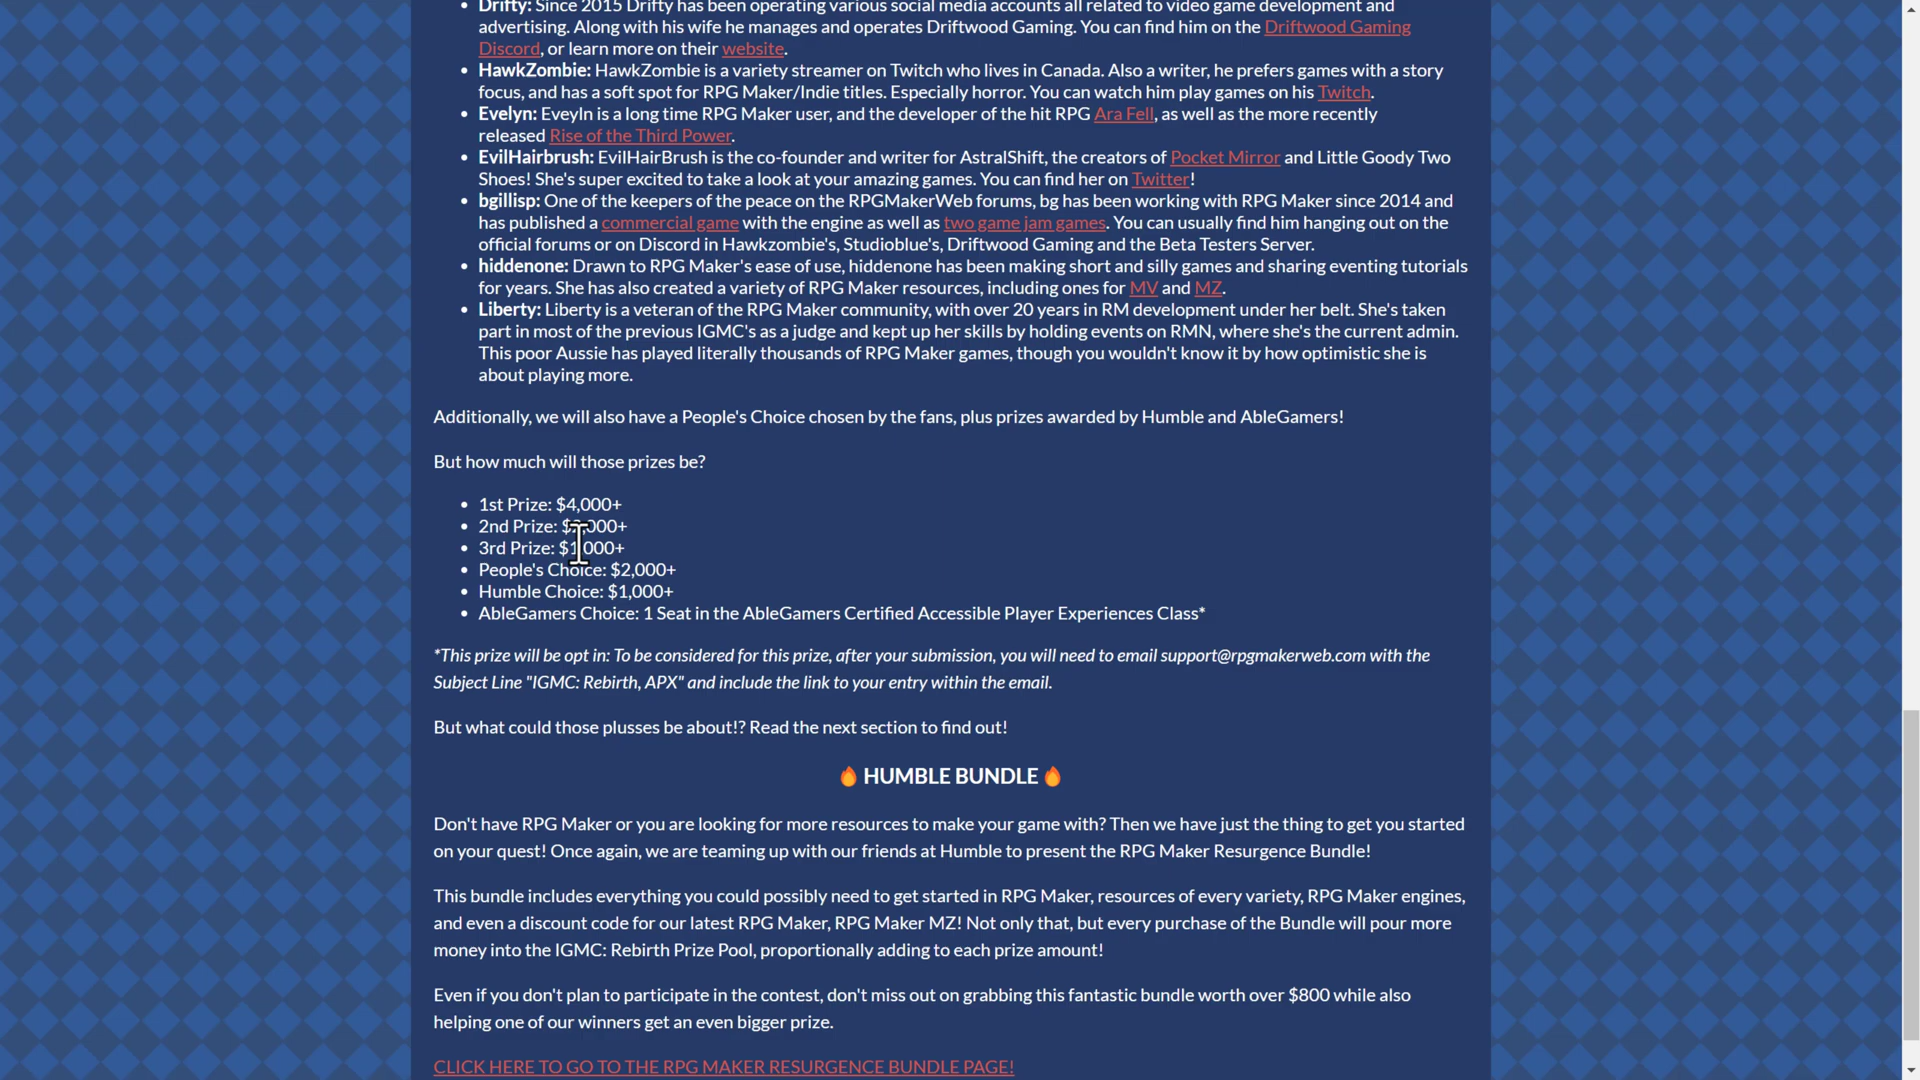 Drifty: Since 2015 Drifty has been operating various social media accounts all related to video game development and
advertising. Along with his wife he manages and operates Driftwood Gaming. You can find him on the Driftwood Gaming
Discord, or learn more on their website.
HawkZombie: HawkZombie is a variety streamer on Twitch who lives in Canada. Also a writer, he prefers games with a story
focus, and has a soft spot for RPG Maker/Indie titles. Especially horror. You can watch him play games on his Twitch.
Evelyn: Eveyln is a long time RPG Maker user, and the developer of the hit RPG Ara Fell, as well as the more recently
released Rise of the Third Power.
EvilHairbrush: EvilHairBrush is the co-founder and writer for AstralShift, the creators of Pocket Mirror and Little Goody Two
Shoes! She's super excited to take a look at your amazing games. You can find her on Twitter!
bgillisp: One of the keepers of the peace on the RPGMakerWeb forums, bg has been working with RPG Maker since 2014 and
has published a commercial game with the engine as well as two game jam games. You can usually find him hanging out on the
official forums or on Discord in Hawkzombie's, Studioblue's, Driftwood Gaming and the Beta Testers Server.
hiddenone: Drawn to RPG Maker's ease of use, hiddenone has been making short and silly games and sharing eventing tutorials
for years. She has also created a variety of RPG Maker resources, including ones for MV and MZ.
Liberty: Liberty is a veteran of the RPG Maker community, with over 20 years in RM development under her belt. She's taken
part in most of the previous IGMC's as a judge and kept up her skills by holding events on RMN, where she's the current admin.
This poor Aussie has played literally thousands of RPG Maker games, though you wouldn't know it by how optimistic she is
about playing more.
Additionally, we will also have a People's Choice chosen by the fans, plus prizes awarded by Humble and AbleGamers!
But how much will those prizes be?
1st Prize: $4,000+
2nd Prize:
3rd Prize: $1,000+
People's Choice: $2,000+
Humble Choice: $1,000+
AbleGamers Choice: 1 Seat in the AbleGamers Certified Accessible Player Experiences Class*
*This prize will be opt in: To be considered for this prize, after your submission, you will need to email support@rpgmakerweb.com with the
Subject Line "IGMC: Rebirth, APX" and include the link to your entry within the email.
But what could those plusses be about!? Read the next section to find out!
🔥 HUMBLE BUNDLE 🔥
Don't have RPG Maker or you are looking for more resources to make your game with? Then we have just the thing to get you started
on your quest! Once again, we are teaming up with our friends at Humble to present the RPG Maker Resurgence Bundle!
This bundle includes everything you could possibly need to get started in RPG Maker, resources of every variety, RPG Maker engines,
and even a discount code for our latest RPG Maker, RPG Maker MZ! Not only that, but every purchase of the Bundle will pour more
money into the IGMC: Rebirth Prize Pool, proportionally adding to each prize amount!
Even if you don't plan to participate in the contest, don't miss out on grabbing this fantastic bundle worth over $800 while also
helping one of our winners get an even bigger prize.
CLICK HERE TO GO TO THE RPG MAKER RESURGENCE BUNDLE PAGE!